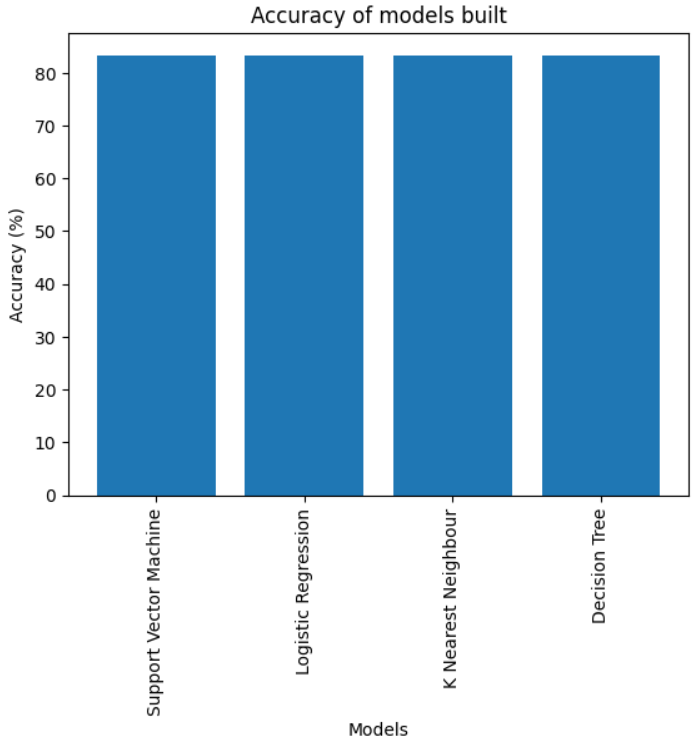 Accuracy of models built
Accuracy (%)
80
70
60
50
40
30
20
10
0
Support Vector Machine
Logistic Regression
K Nearest Neighbour
Decision Tree
Models